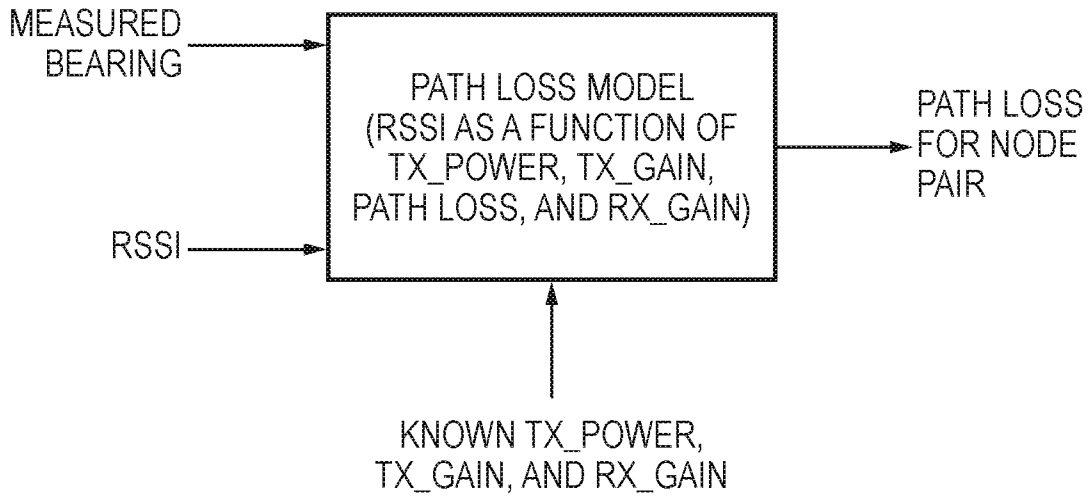 MEASURED
BEARING
RSSI
PATH LOSS MODEL
(RSSI AS A FUNCTION OF
TX_POWER, TX_GAIN,
PATH LOSS, AND RX_GAIN)
PATH LOSS
FOR NODE
PAIR
KNOWN TX_POWER,
TX_GAIN, AND RX_GAIN